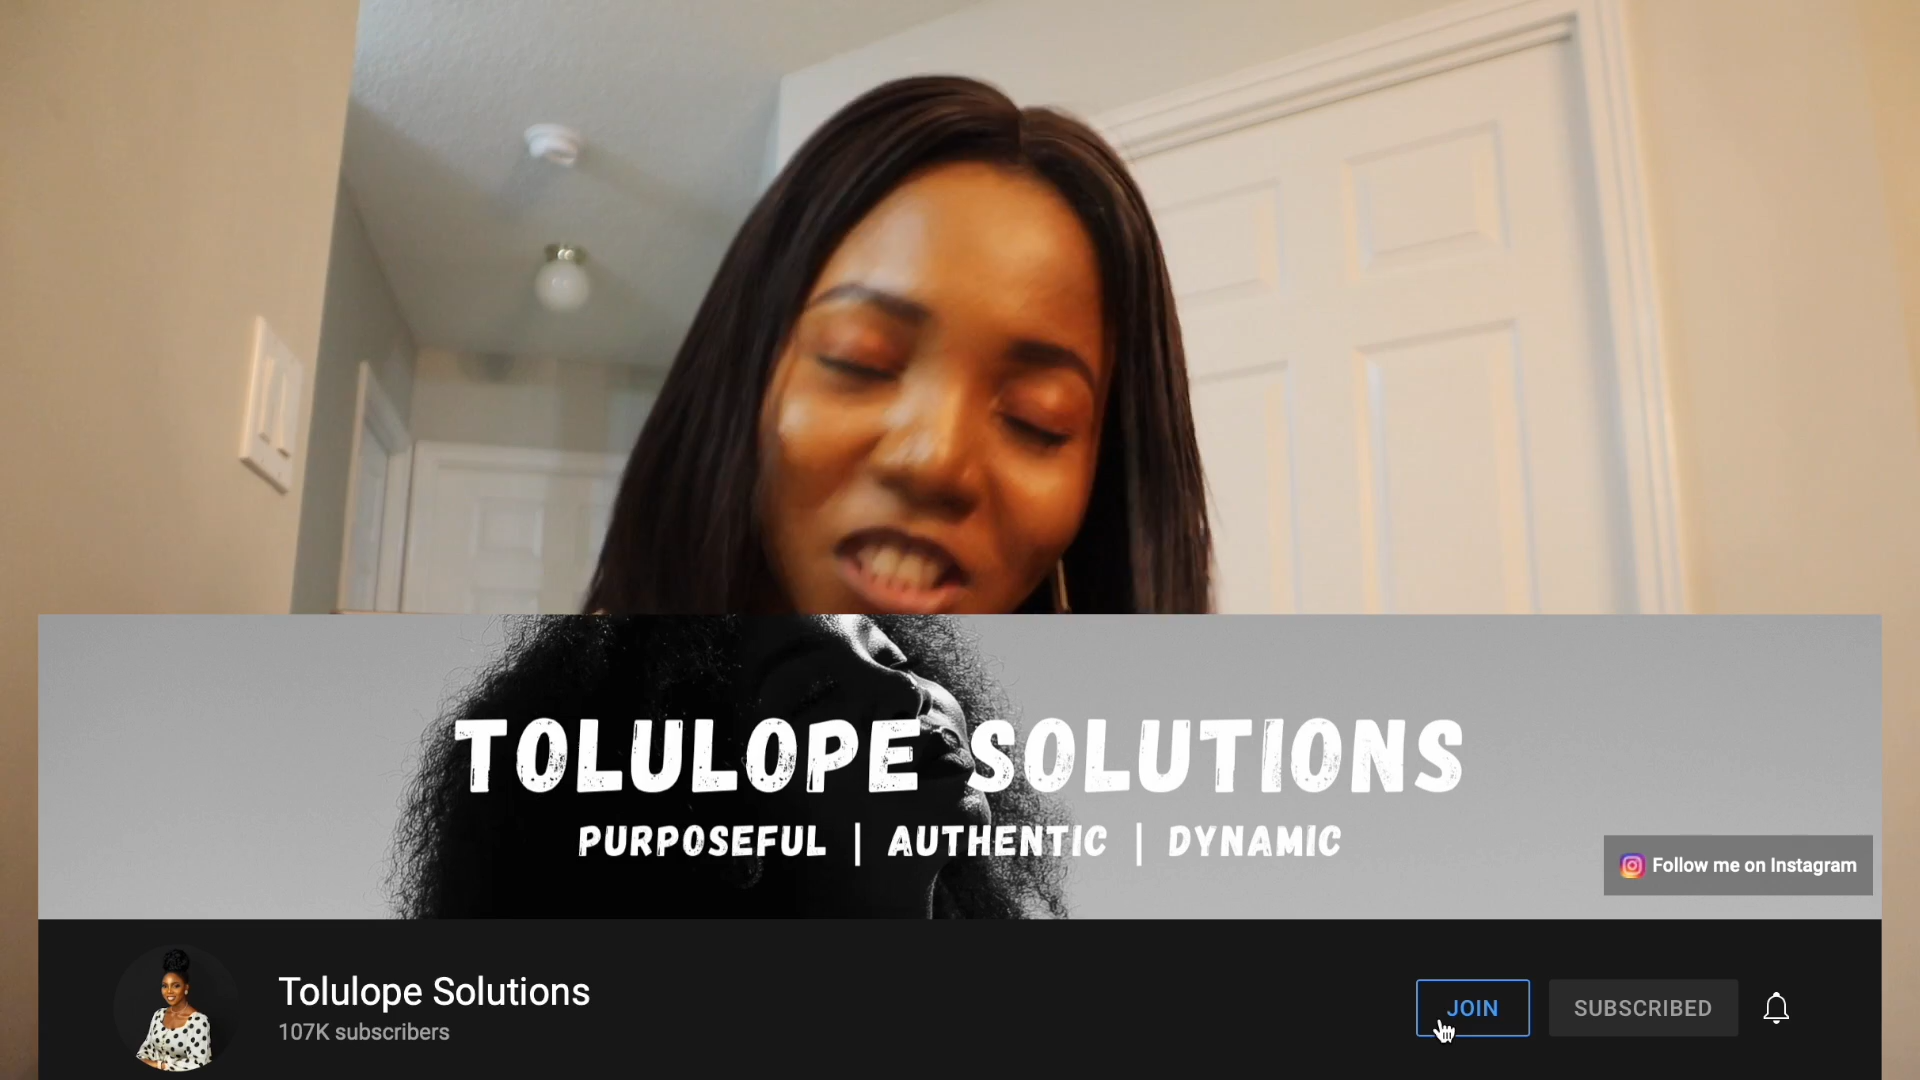 TOLULOPE SOLUTIONS
PURPOSEFUL | AUTHENTIC | DYNAMIC
Follow me on Instagram
Tolulope Solutions
107K subscribers
JOIN
SUBSCRIBED